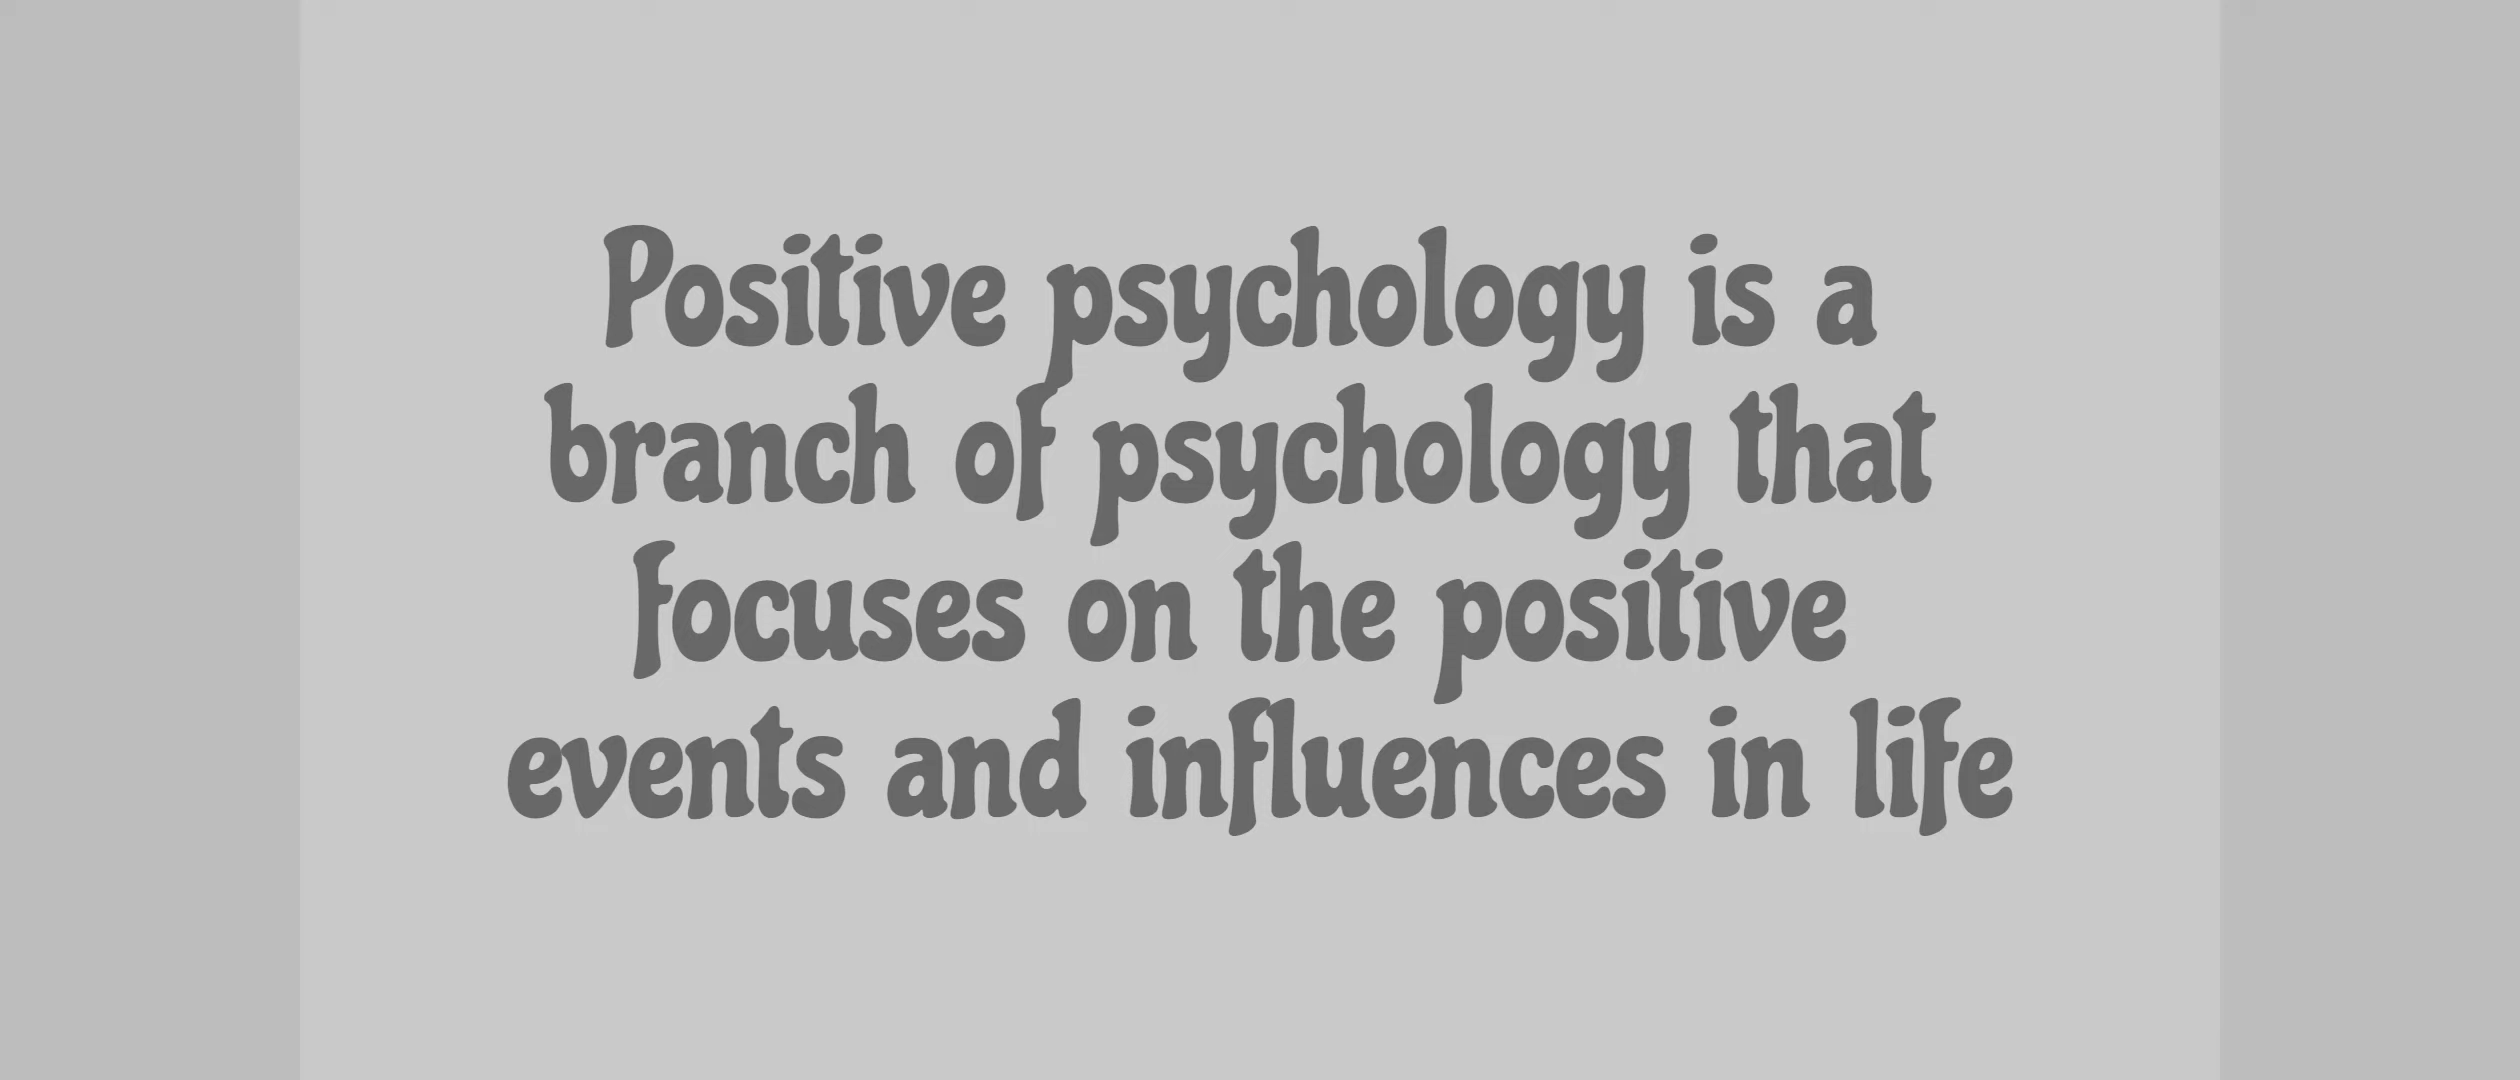 Positive psychology is a
branch of psychology that
focuses on the positive
events and influences in life